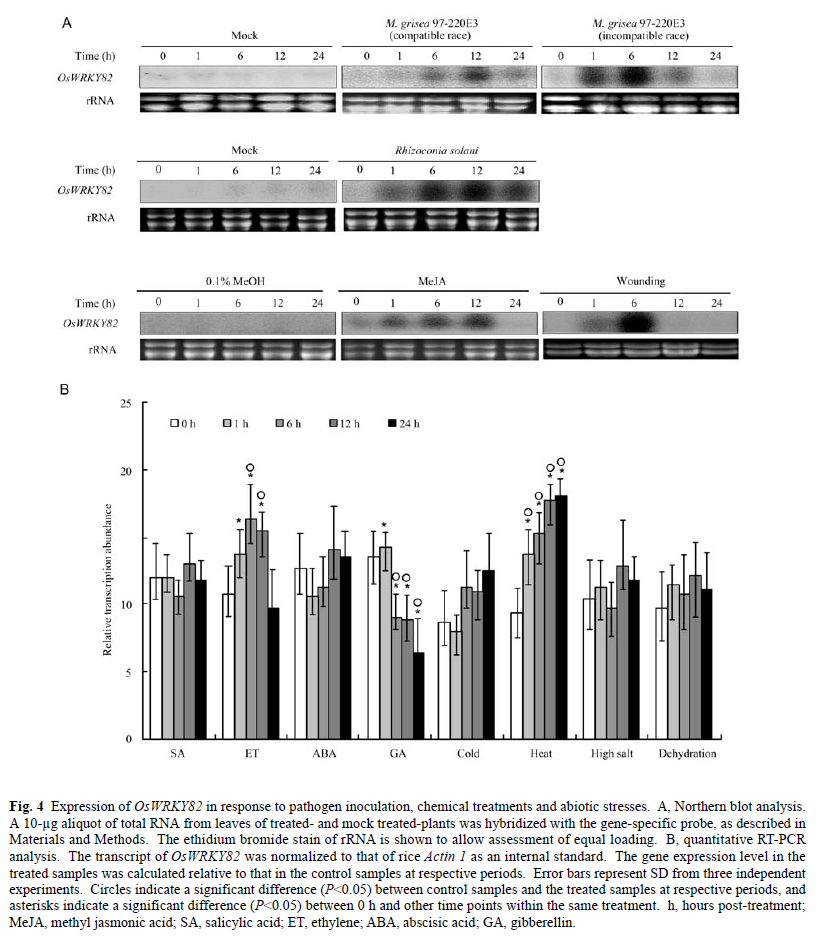 A
Mock
M. grisea 97-220E3
(compatible race)
M. grisea 97-220E3
(incompatible race)
Time (h) 0 1 6 12 24 0 1 6 12 24 0 1 6 12 24
OsWRKY82
rRNA
Mock Rhizoconia solani
Time (h) 0 1 6 12 24 0 1 6 12 24
OsWRKY82
rRNA
0.1% MeOH MeJA Wounding
Time (h) 0 1 6 12 24 0 1 6 12 24 0 1 6 12 24
OsWRKY82
rRNA
B
25
20
15
10
5
0
Relative transcription abundance
0 h 1 h 6 h 12 h 24 h
SA ET ABA GA Cold Heat High salt Dehydration
Fig. 4 Expression of OsWRKY82 in response to pathogen inoculation, chemical treatments and abiotic stresses. A, Northern blot analysis.
A 10-μg aliquot of total RNA from leaves of treated- and mock treated-plants was hybridized with the gene-specific probe, as described in
Materials and Methods. The ethidium bromide stain of rRNA is shown to allow assessment of equal loading. B, quantitative RT-PCR
analysis. The transcript of OsWRKY82 was normalized to that of rice Actin 1 as an internal standard. The gene expression level in the
treated samples was calculated relative to that in the control samples at respective periods. Error bars represent SD from three independent
experiments. Circles indicate a significant difference (P<0.05) between control samples and the treated samples at respective periods, and
asterisks indicate a significant difference (P<0.05) between 0 h and other time points within the same treatment. h, hours post-treatment;
MeJA, methyl jasmonic acid; SA, salicylic acid; ET, ethylene; ABA, abscisic acid; GA, gibberellin.